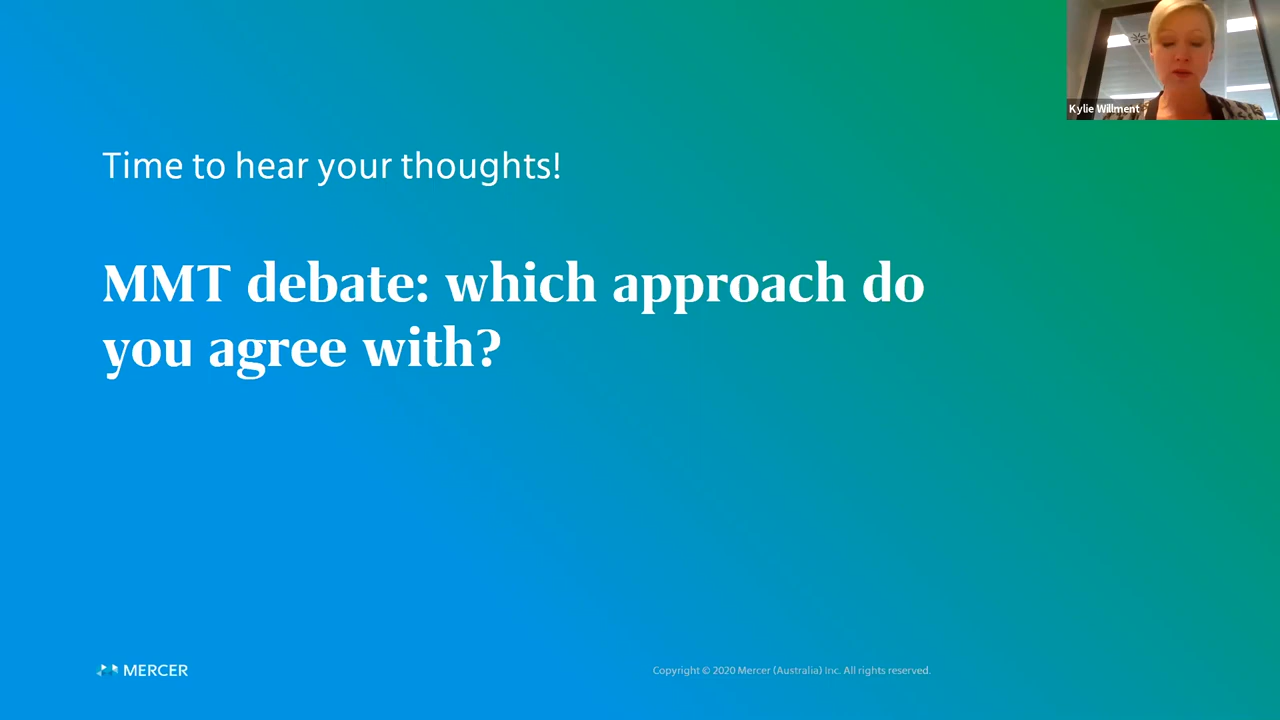 Kylie Willment
Time to hear your thoughts!
MMT debate: which approach do
you agree with?
MERCER
Copyright © 2020 Mercer (Australia) Inc. All rights reserved.